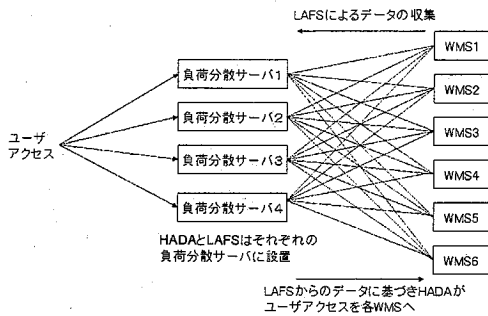 LAFSによるデータの収集
負荷分散サーバ1
負荷分散サーバ2
負荷分散サーバ3
負荷分散サーバ4
ユーザ
アクセス
WMS1
WMS2
WMS3
WMS4
WMS5
WMS6
HADAとLAFSはそれぞれの
負荷分散サーバに設置
LAFSからのデータに基づきHADAが
ユーザアクセスを各WMSへ